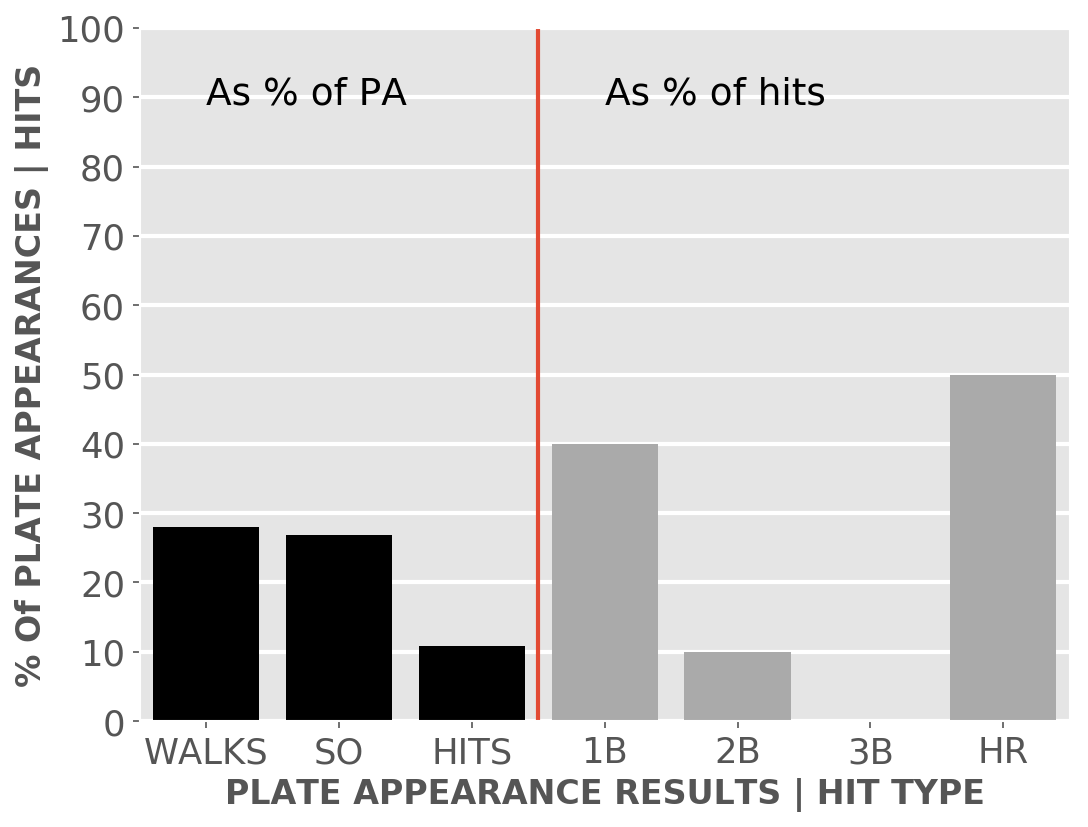 % Of PLATE APPEARANCES | HITS
100
90
80
70
60
50
40
30
20
10
0
As % of PA
As % of hits
WALKS SO HITS 1B 2B 3B HR
PLATE APPEARANCE RESULTS | HIT TYPE